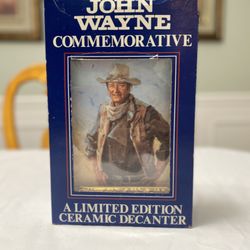 JOHN
WAYNE
COMMEMORATIVE
A LIMITED EDITION
CERAMIC DECANTER